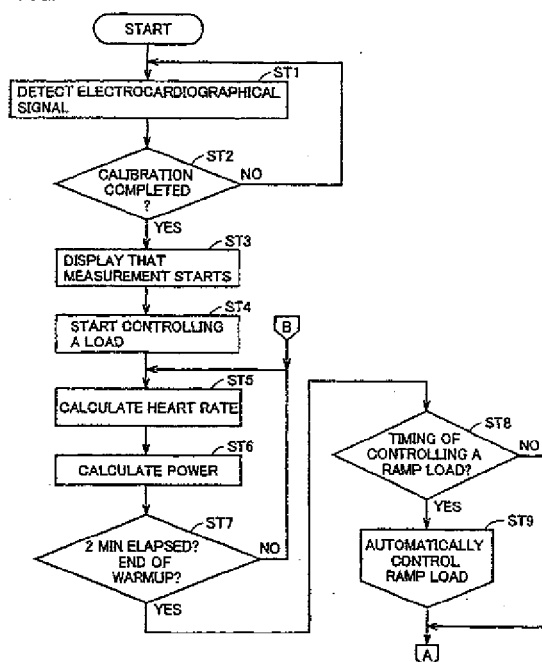 START
ST1
DETECT ELECTROCARDIOGRAPHICAL
SIGNAL
ST2
CALIBRATION
COMPLETED
?
NO
YES
ST3
DISPLAY THAT
MEASUREMENT STARTS
ST4
START CONTROLLING
A LOAD
B
ST5
CALCULATE HEART RATE
ST6
CALCULATE POWER
ST7
2 MIN ELAPSED?
END OF
WARMUP?
NO
YES
ST8
TIMING OF
CONTROLLING A
RAMP LOAD?
NO
YES
ST9
AUTOMATICALLY
CONTROL
RAMP LOAD
A